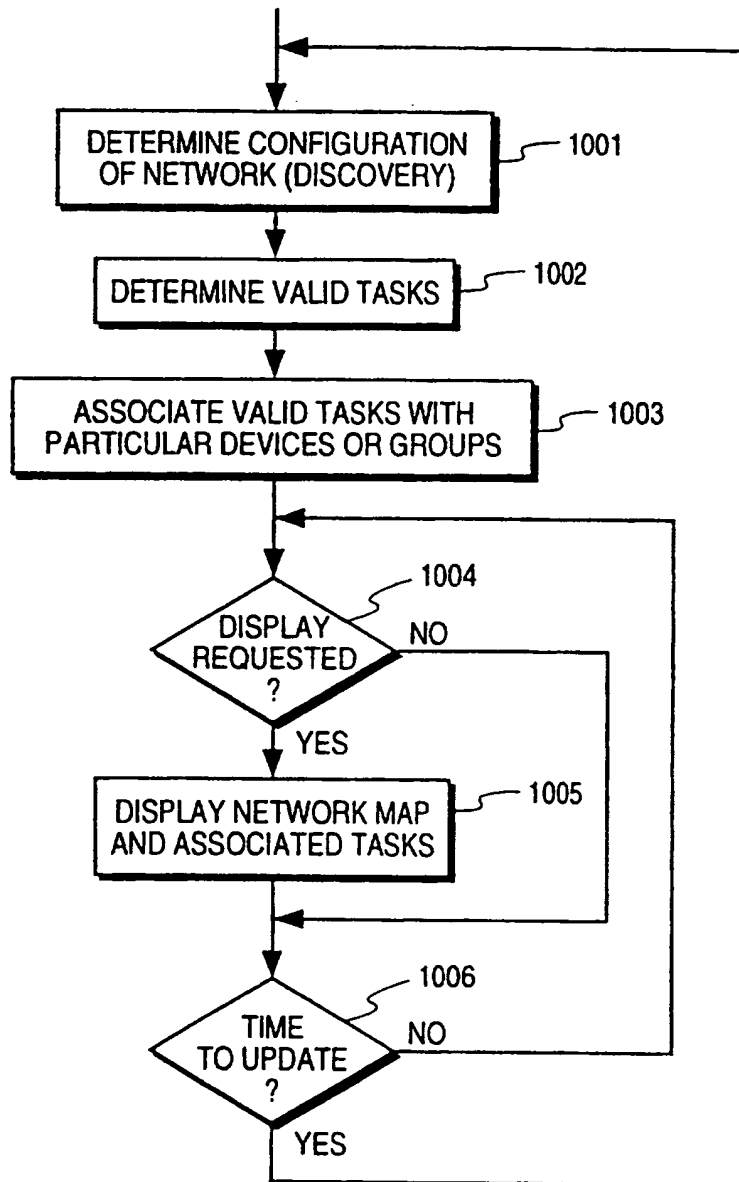 DETERMINE CONFIGURATION
OF NETWORK (DISCOVERY)
1001
DETERMINE VALID TASKS
1002
ASSOCIATE VALID TASKS WITH
PARTICULAR DEVICES OR GROUPS
1003
1004
DISPLAY
REQUESTED
?
NO
YES
DISPLAY NETWORK MAP
AND ASSOCIATED TASKS
1005
1006
TIME
TO UPDATE
?
NO
YES